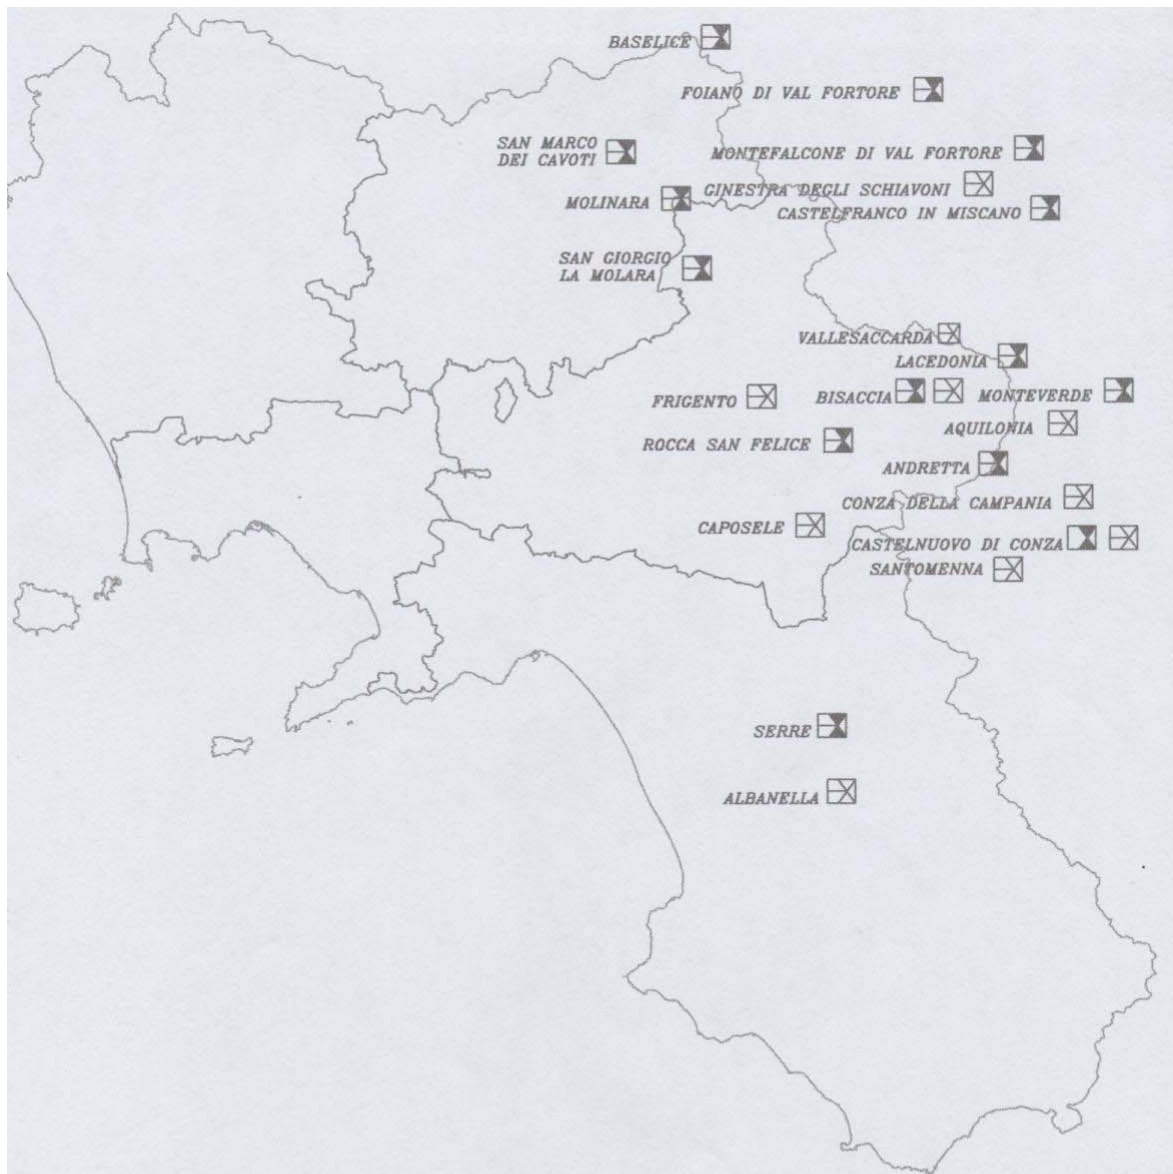 BASELICE
FOIANO DI VAL FORTORE
SAN MARCO
DEI CAVOTI
MONTEFALCONE DI VAL FORTORE
GINESTRA DEGLI SCHIAVONI
MOLINARA
CASTELFRANCO IN MISCANO
SAN GIORGIO
LA MOLARA
VALLESACCARDA
LACEDONIA
FRIGENTO
BISACCIA
MONTEVERDE
AQUILONIA
ROCCA SAN FELICE
ANDRETTA
CONZA DELLA CAMPANIA
CAPOSELE
CASTELNUOVO DI CONZA
SANTOMENNA
SERRE
ALBANELLA